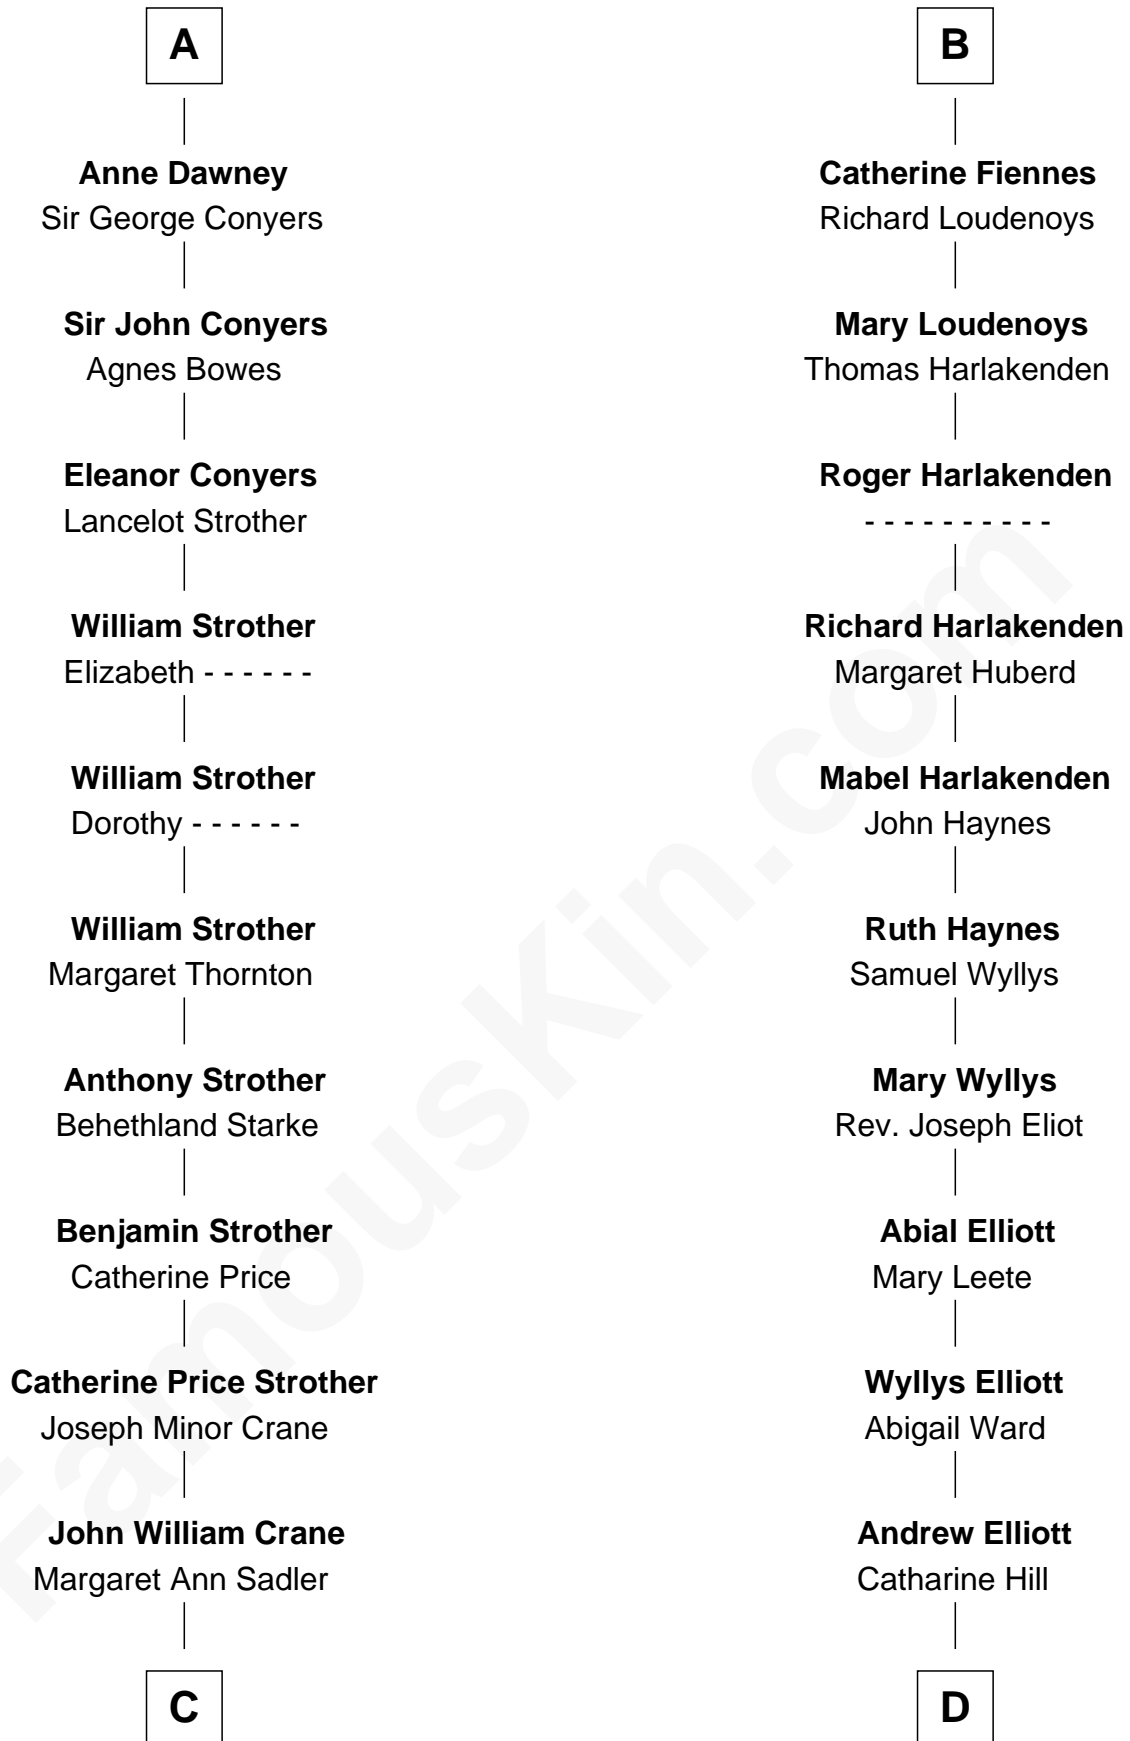 A
Anne Dawney
Sir George Conyers
Sir John Conyers
Agnes Bowes
Eleanor Conyers
Lancelot Strother
William Strother
Elizabeth - - - - - -
William Strother
Dorothy - - - - - -
William Strother
Margaret Thornton
Anthony Strother
Behethland Starke
Benjamin Strother
Catherine Price
Catherine Price Strother
Joseph Minor Crane
John William Crane
Margaret Ann Sadler
C
B
Catherine Fiennes
Richard Loudenoys
Mary Loudenoys
Thomas Harlakenden
Roger Harlakenden
- - - - - - - - - -
Richard Harlakenden
Margaret Huberd
Mabel Harlakenden
John Haynes
Ruth Haynes
Samuel Wyllys
Mary Wyllys
Rev. Joseph Eliot
Abial Elliott
Mary Leete
Wyllys Elliott
Abigail Ward
Andrew Elliott
Catharine Hill
D
FamousKin.com